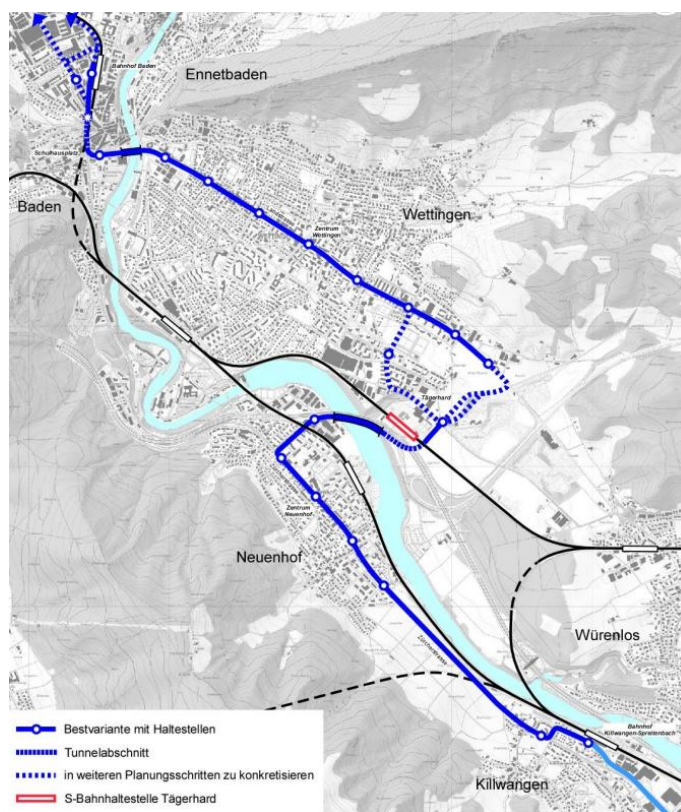 Bahnhof Baden
Ennetbaden
Schulhausplatz
Baden
Wettingen
Zentrum
Wettingen
Tägerhard
Zentrum
Neuenhof
Neuenhof
Zürcherstrasse
Würenlos
Bahnhof
Killwangen-Spreitenbach
Killwangen
Bestvariante mit Haltestellen
Tunnelabschnitt
in weiteren Planungsschritten zu konkretisieren
S-Bahnhaltestelle Tägerhard